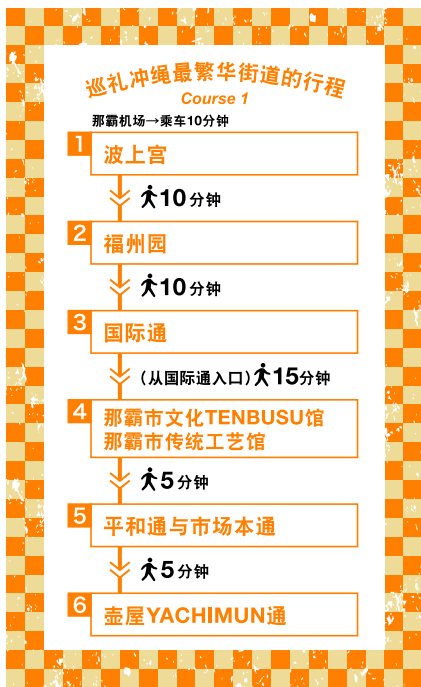 巡礼冲绳最繁华街道的行程
Course 1
那霸机场→乘车10分钟
1
波上宫
10分钟
2
福州园
10分钟
3
国际通
（从国际通入口）15分钟
4
那霸市文化TENBUSU馆
那霸市传统工艺馆
5分钟
5
平和通与市场本通
5分钟
6
壶屋YACHIMUN通